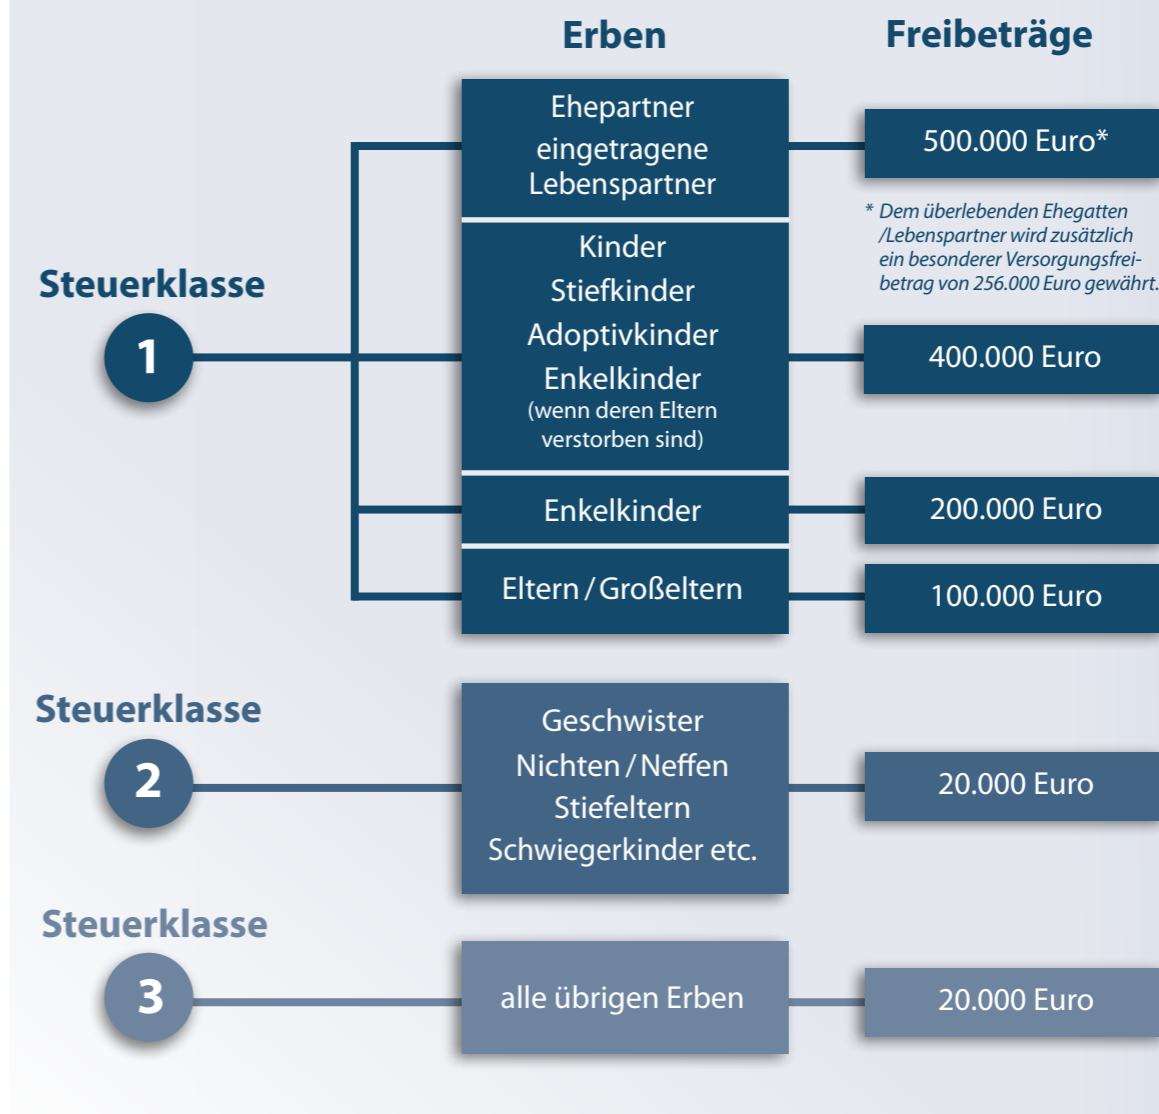 Erben
Freibeträge
Steuerklasse
1
Ehepartner
eingetragene
Lebenspartner
500.000 Euro*
* Dem überlebenden Ehegatten
/Lebenspartner wird zusätzlich
ein besonderer Versorgungsfrei-
betrag von 256.000 Euro gewährt.
Kinder
Stiefkinder
Adoptivkinder
Enkelkinder
(wenn deren Eltern
verstorben sind)
400.000 Euro
Enkelkinder
200.000 Euro
Eltern / Großeltern
100.000 Euro
Steuerklasse
2
Geschwister
Nichten / Neffen
Stiefeltern
Schwiegerkinder etc.
20.000 Euro
Steuerklasse
3
alle übrigen Erben
20.000 Euro